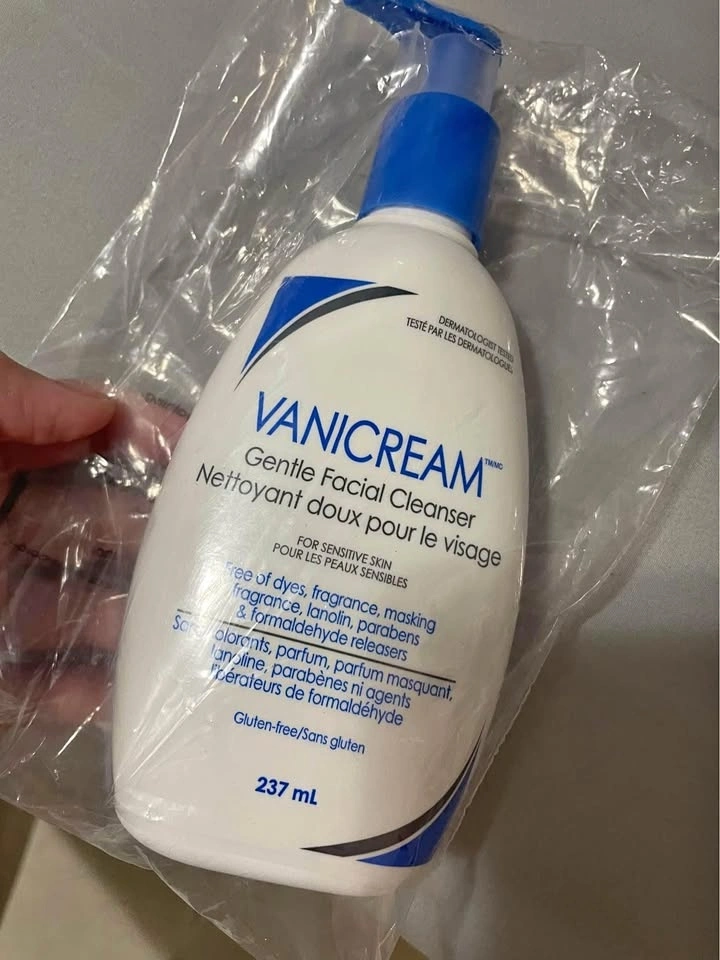 DERMATOLOGIST TESTED
TESTÉ PAR LES DERMATOLOGUES
VANICREAM™/MC
Gentle Facial Cleanser
Nettoyant doux pour le visage
FOR SENSITIVE SKIN
POUR LES PEAUX SENSIBLES
Free of dyes, fragrance, masking
fragrance, lanolin, parabens
& formaldehyde releasers
Sans colorants, parfum, parfum masquant,
lanoline, parabènes ni agents
libérateurs de formaldéhyde
Gluten-free/Sans gluten
237 mL